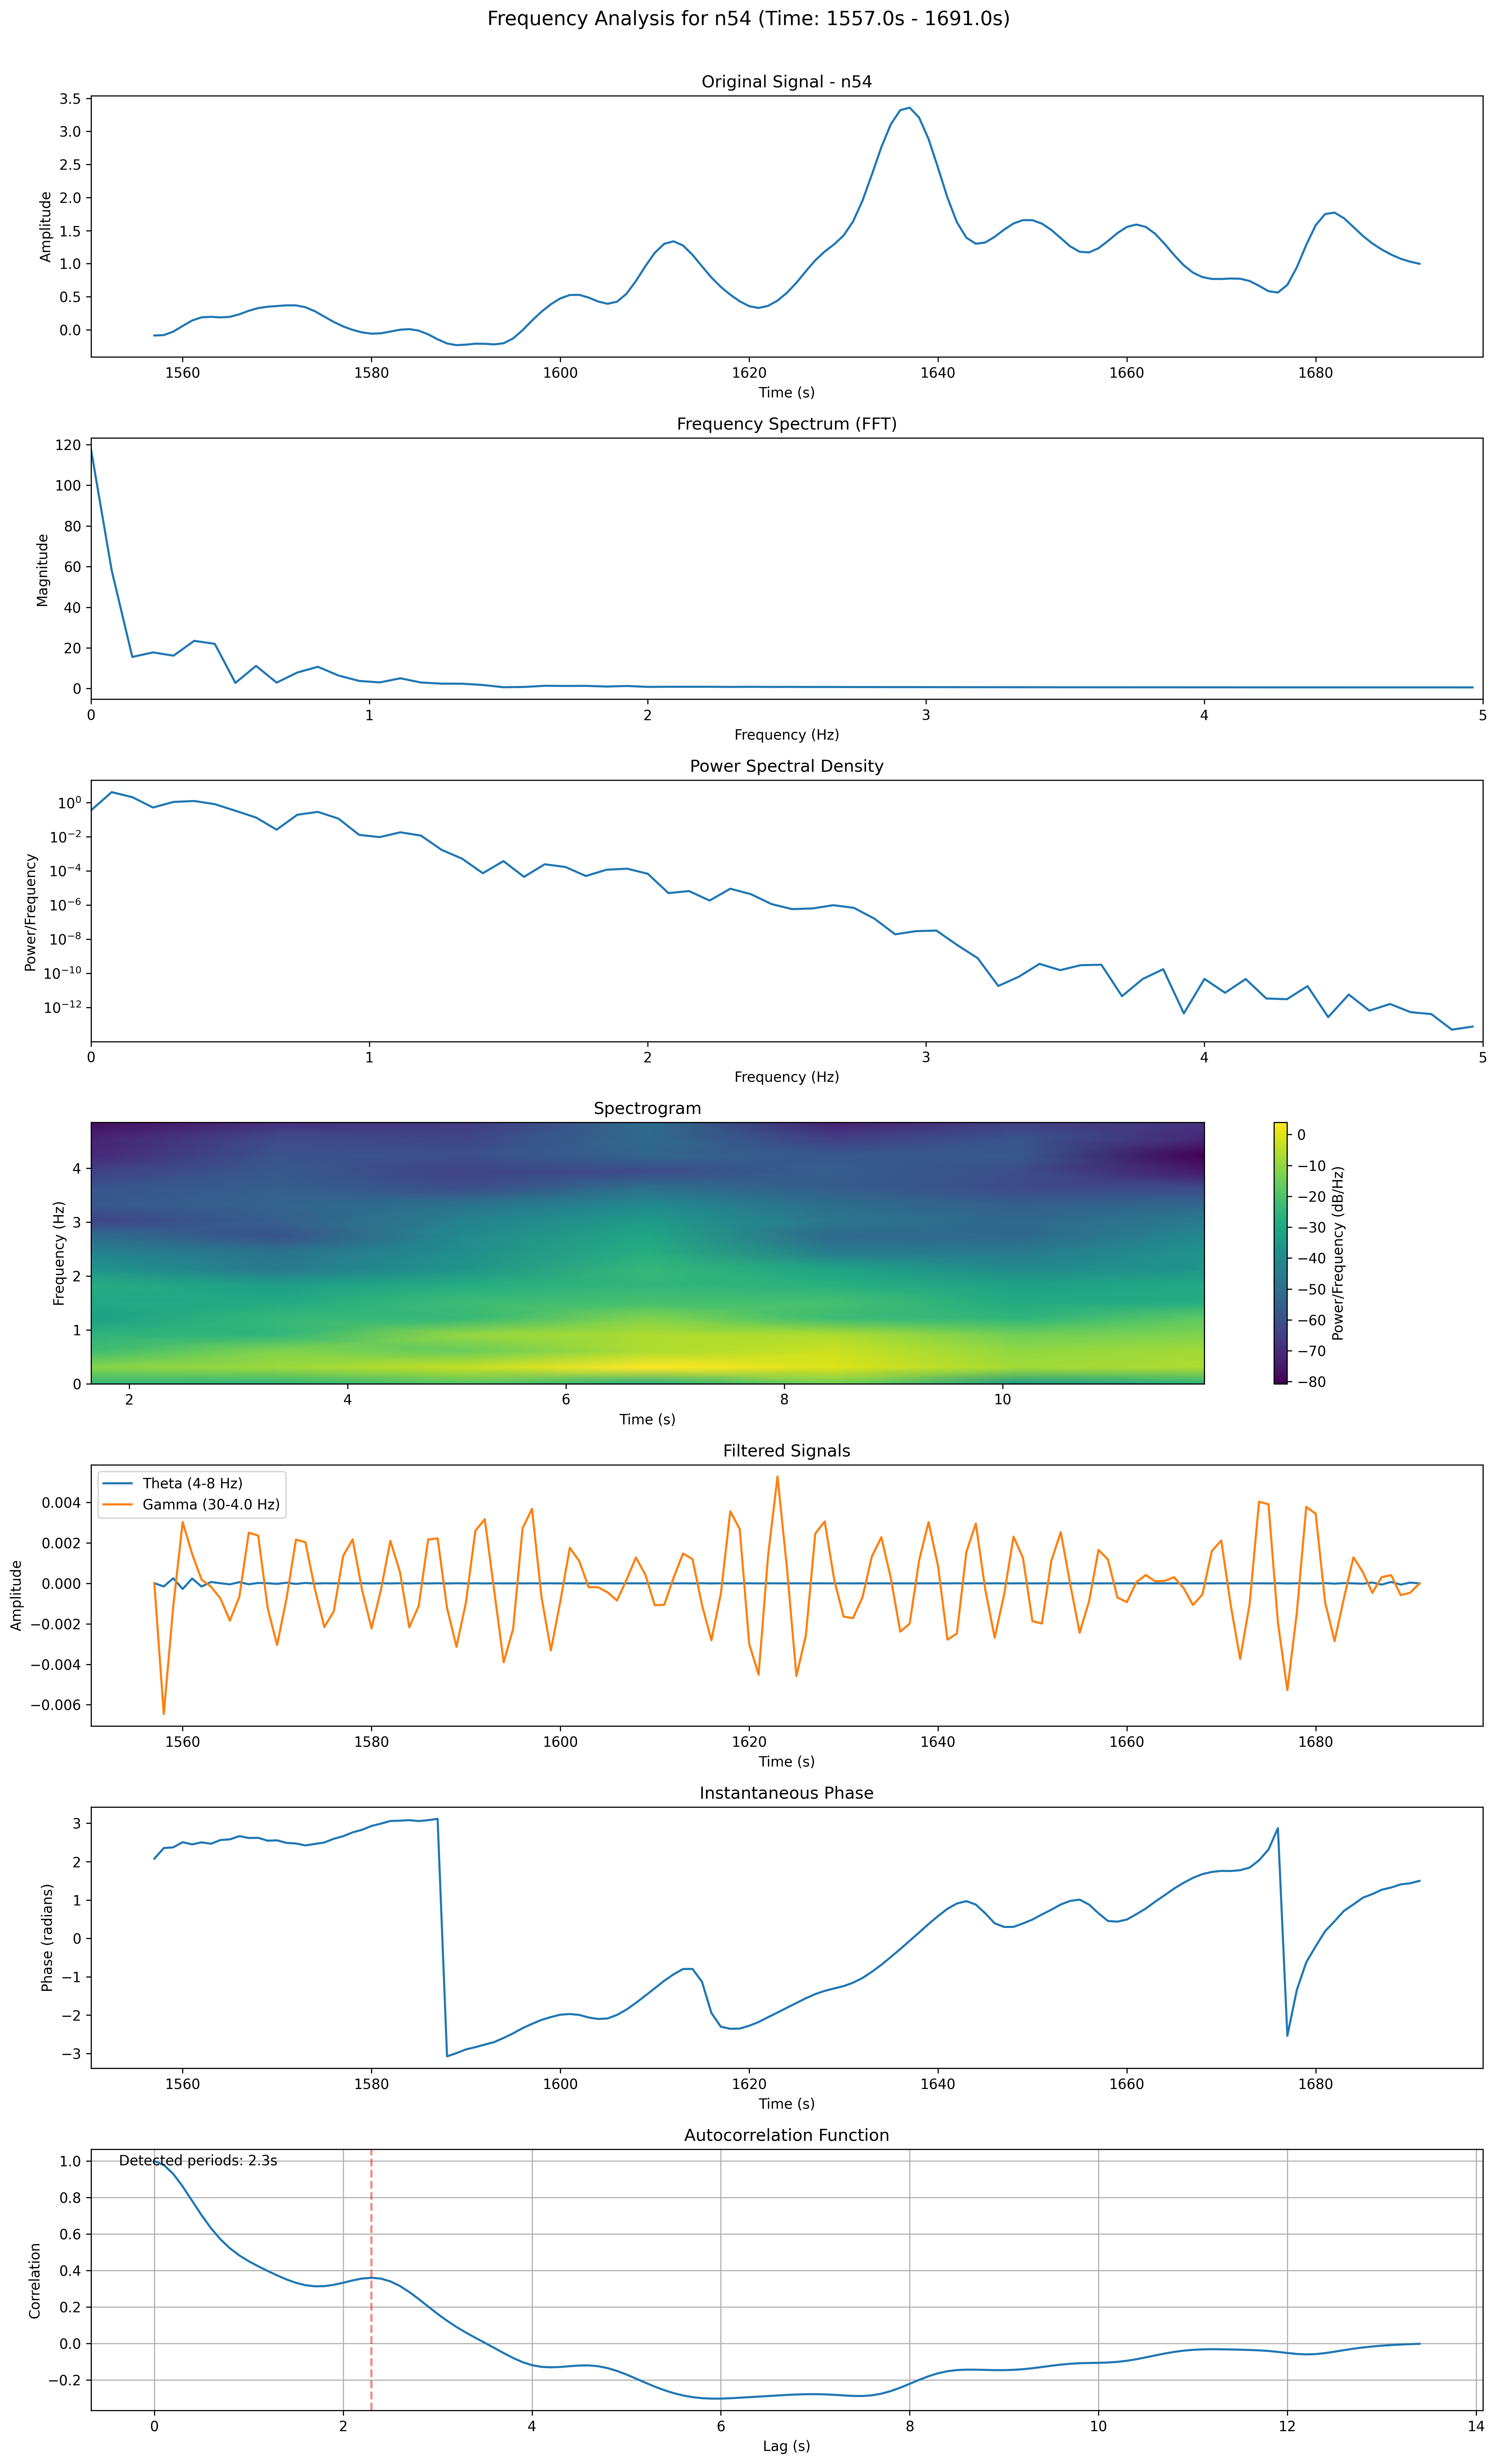 Frequency Analysis for n54 (Time: 1557.0s - 1691.0s)
Original Signal - n54
3.5
3.0
2.5
2.0
1.5
1.0
0.5
0.0
Amplitude
1560 1580 1600 1620 1640 1660 1680
Time (s)
Frequency Spectrum (FFT)
120
100
80
60
40
20
0
Magnitude
0 1 2 3 4 5
Frequency (Hz)
Power Spectral Density
10⁰
10⁻²
10⁻⁴
10⁻⁶
10⁻⁸
10⁻¹⁰
10⁻¹²
Power/Frequency
0 1 2 3 4 5
Frequency (Hz)
Spectrogram
4
3
2
1
0
Frequency (Hz)
2 4 6 8 10
Time (s)
0
−10
−20
−30
−40
−50
−60
−70
−80
Power/Frequency (dB/Hz)
Filtered Signals
Theta (4-8 Hz)
Gamma (30-4.0 Hz)
0.004
0.002
0.000
−0.002
−0.004
−0.006
Amplitude
1560 1580 1600 1620 1640 1660 1680
Time (s)
Instantaneous Phase
3
2
1
0
−1
−2
−3
Phase (radians)
1560 1580 1600 1620 1640 1660 1680
Time (s)
Autocorrelation Function
Detected periods: 2.3s
1.0
0.8
0.6
0.4
0.2
0.0
−0.2
Correlation
0 2 4 6 8 10 12 14
Lag (s)